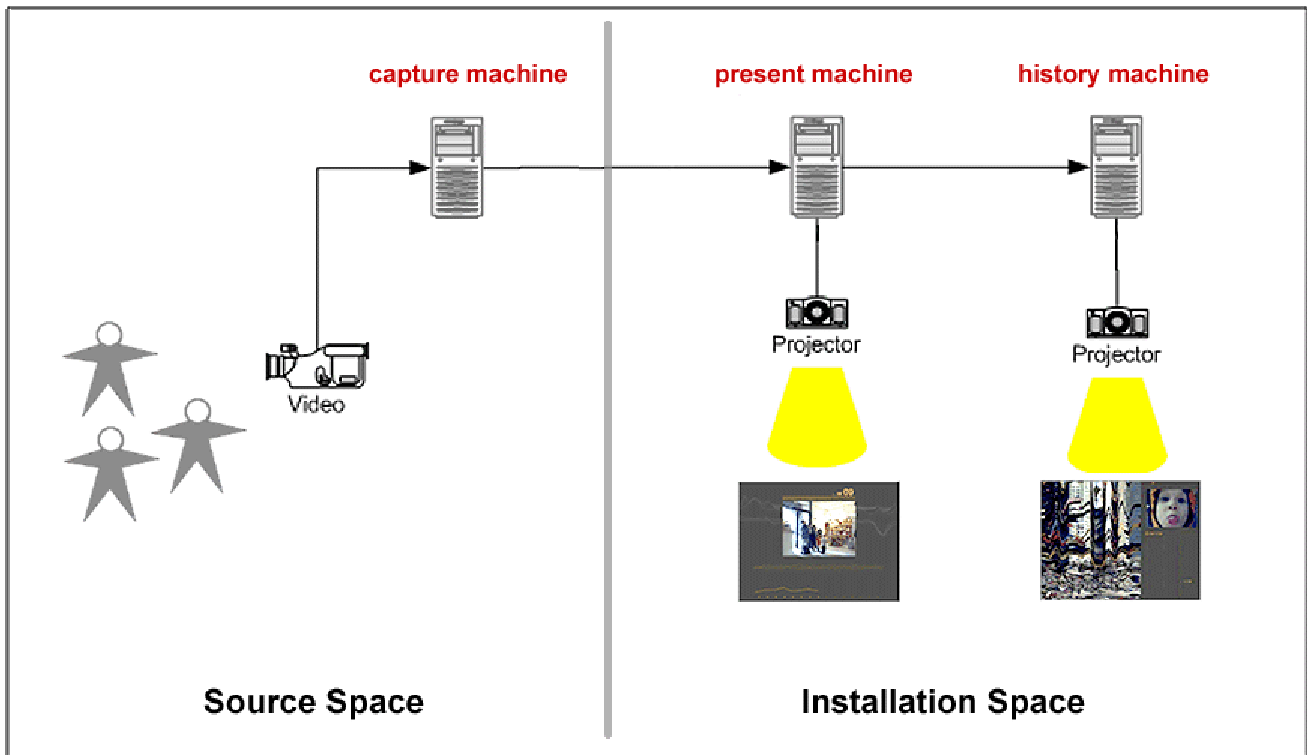 capture machine
present machine
history machine
Video
Projector
Projector
Source Space
Installation Space